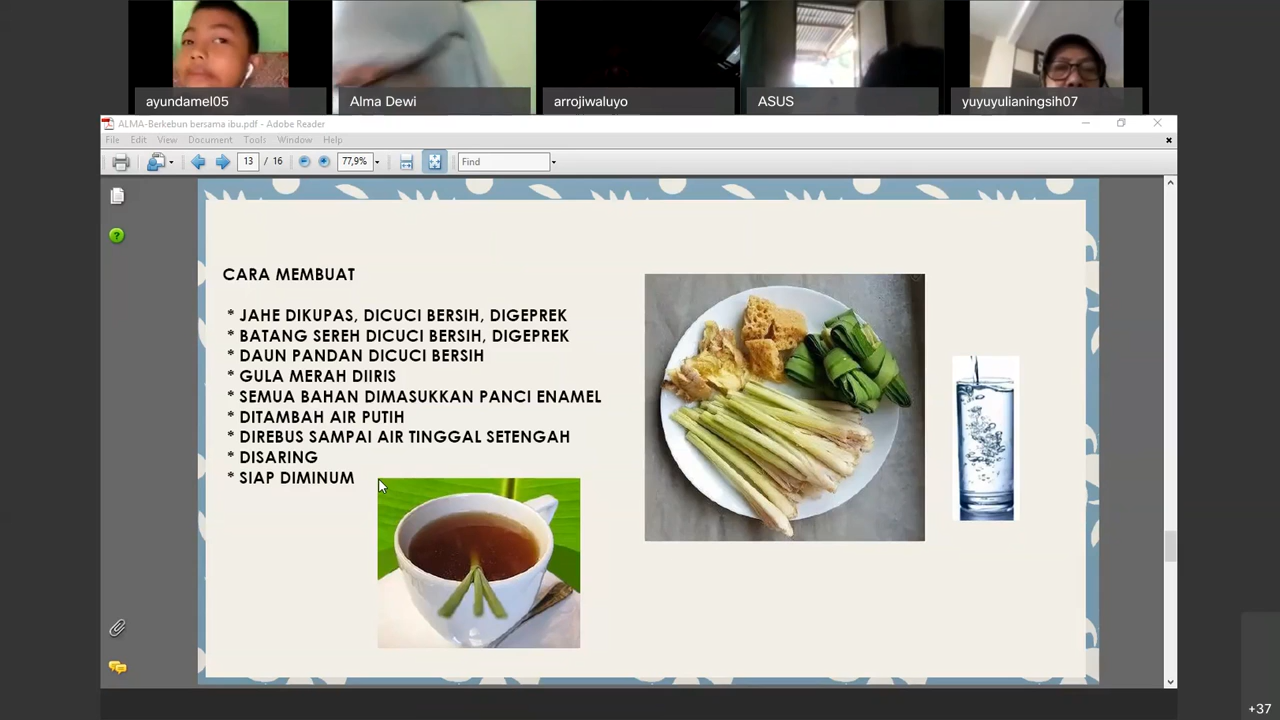 ayundamel05
Alma Dewi
arrojiwaluyo
ASUS
yuyuyulianingsih07
ALMA-Berkebun bersama ibu.pdf - Adobe Reader
File Edit View Document Tools Window Help
13 / 16 77,9% Find
CARA MEMBUAT
* JAHE DIKUPAS, DICUCI BERSIH, DIGEPREK
* BATANG SEREH DICUCI BERSIH, DIGEPREK
* DAUN PANDAN DICUCI BERSIH
* GULA MERAH DIIRIS
* SEMUA BAHAN DIMASUKKAN PANCI ENAMEL
* DITAMBAH AIR PUTIH
* DIREBUS SAMPAI AIR TINGGAL SETENGAH
* DISARING
* SIAP DIMINUM
+37